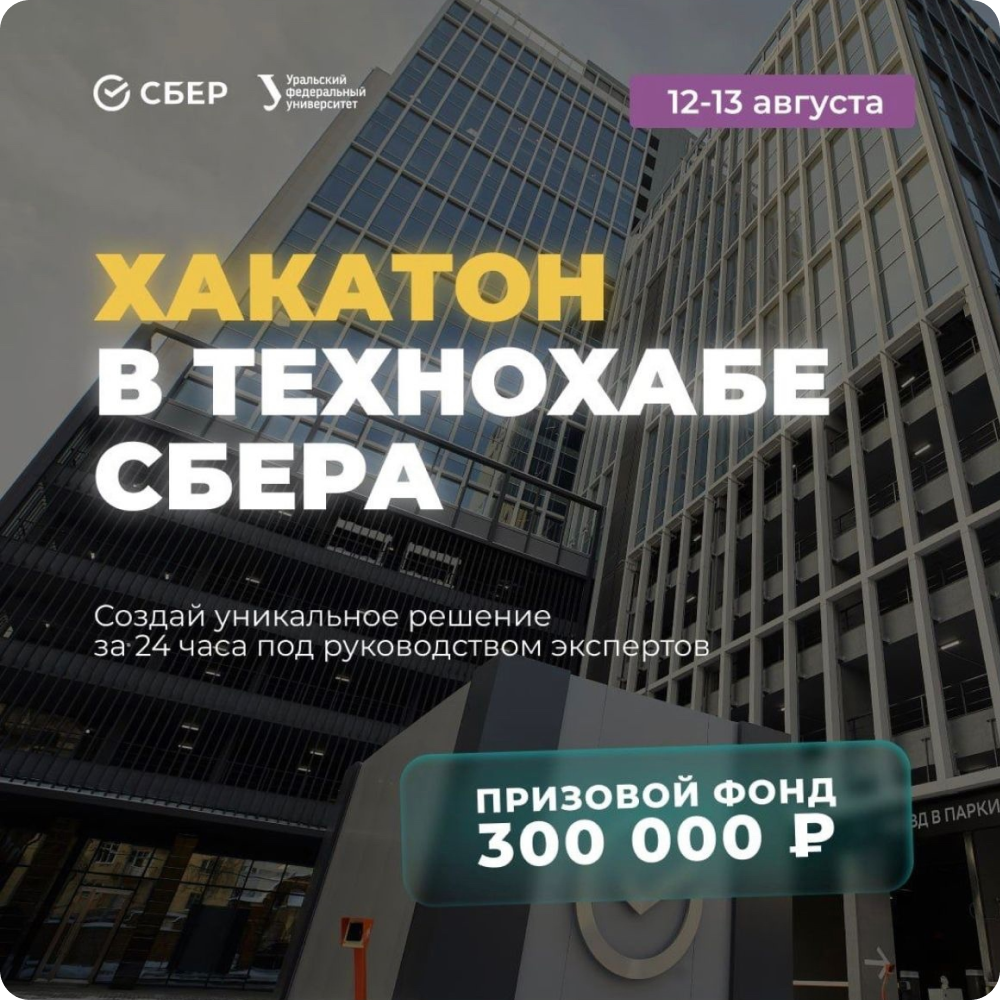 СБЕР
Уральский
федеральный
университет
12-13 августа
ХАКАТОН
В ТЕХНОХАБЕ
СБЕРА
Создай уникальное решение
за 24 часа под руководством экспертов
ПРИЗОВОЙ ФОНД
300 000 ₽
В ПАРКИ